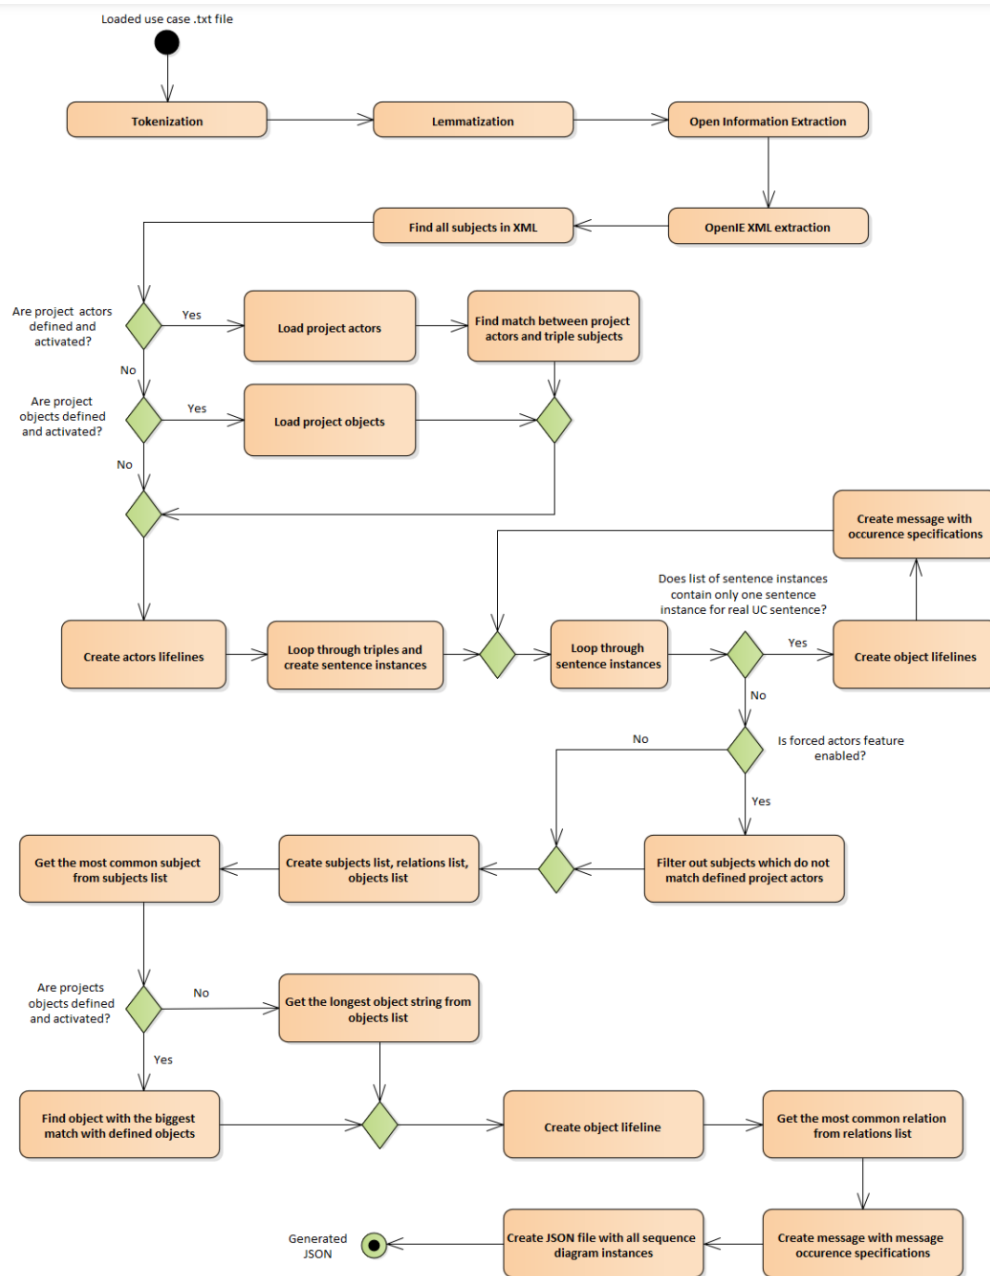 Loaded use case .txt file
Tokenization
Lemmatization
Open Information Extraction
Find all subjects in XML
OpenIE XML extraction
Are project actors
defined and
activated?
Yes
Load project actors
Find match between project
actors and triple subjects
No
Are project
objects defined
and activated?
Yes
Load project objects
No
Create message with
occurence specifications
Does list of sentence instances
contain only one sentence
instance for real UC sentence?
Create actors lifelines
Loop through triples and
create sentence instances
Loop through
sentence instances
Yes
Create object lifelines
No
Is forced actors feature
enabled?
No
Yes
Get the most common subject
from subjects list
Create subjects list, relations list,
objects list
Filter out subjects which do not
match defined project actors
Are projects
objects defined
and activated?
No
Get the longest object string from
objects list
Yes
Find object with the biggest
match with defined objects
Create object lifeline
Get the most common relation
from relations list
Generated
JSON
Create JSON file with all sequence
diagram instances
Create message with message
occurence specifications